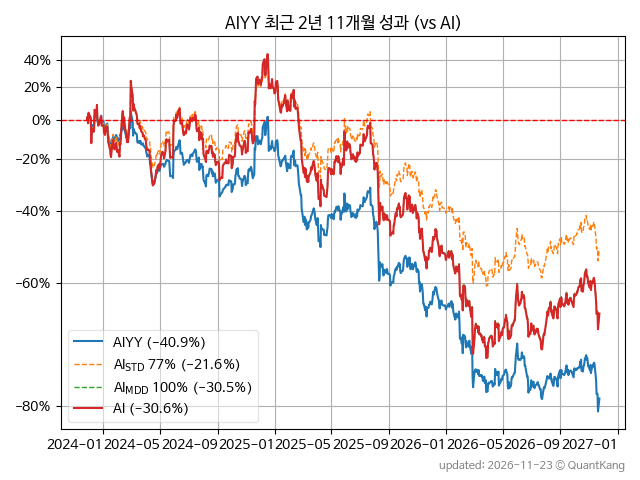 AIYY 최근 2년 11개월 성과 (vs AI)
40%
20%
0%
−20%
−40%
−60%
−80%
AIYY (−40.9%)
AISTD 77% (−21.6%)
AIMDD 100% (−30.5%)
AI (−30.6%)
2024−01 2024−05 2024−09 2025−01 2025−05 2025−09 2026−01 2026−05 2026−09 2027−01
updated: 2026−11−23 © QuantKang